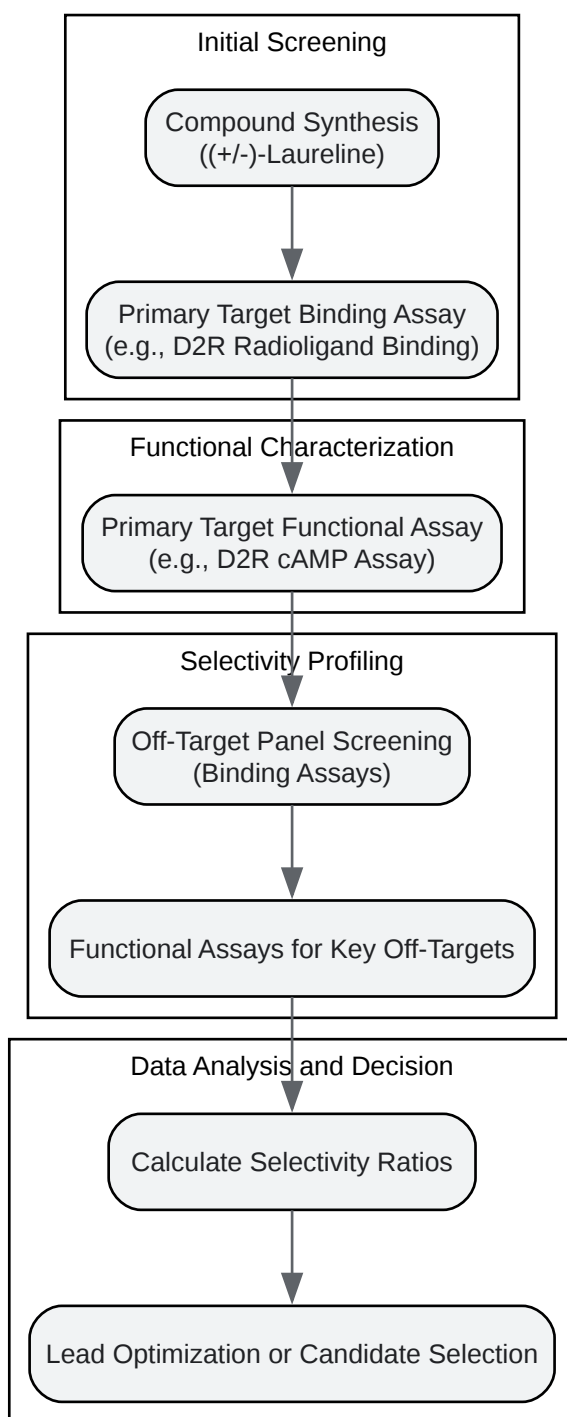 Initial Screening
Compound Synthesis
((+/-)-Laureline)
Primary Target Binding Assay
(e.g., D2R Radioligand Binding)
Functional Characterization
Primary Target Functional Assay
(e.g., D2R cAMP Assay)
Selectivity Profiling
Off-Target Panel Screening
(Binding Assays)
Functional Assays for Key Off-Targets
Data Analysis and Decision
Calculate Selectivity Ratios
Lead Optimization or Candidate Selection